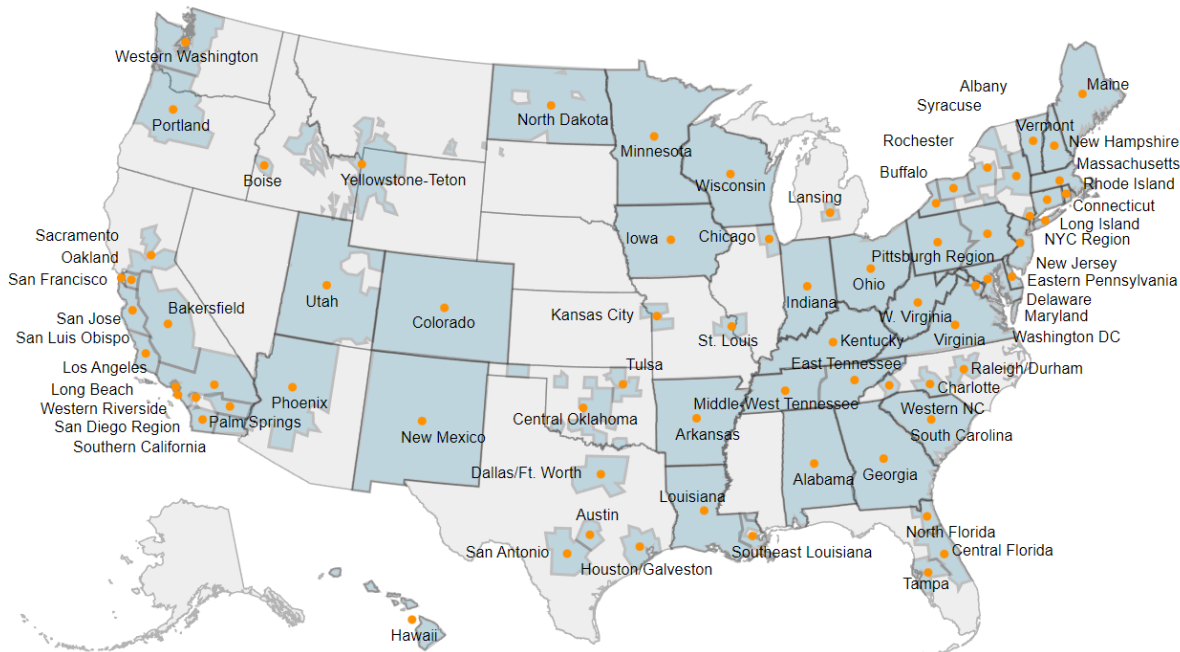 Western Washington
Portland
Boise
Yellowstone-Teton
North Dakota
Minnesota
Wisconsin
Lansing
Iowa
Chicago
Albany
Syracuse
Rochester
Buffalo
Maine
Vermont
New Hampshire
Massachusetts
Rhode Island
Connecticut
Long Island
NYC Region
New Jersey
Eastern Pennsylvania
Delaware
Maryland
Washington DC
Pittsburgh Region
Ohio
Indiana
W. Virginia
Virginia
Kentucky
East Tennessee
Middle-West Tennessee
Raleigh/Durham
Charlotte
Western NC
South Carolina
Sacramento
Oakland
San Francisco
San Jose
San Luis Obispo
Bakersfield
Los Angeles
Long Beach
Western Riverside
San Diego Region
Southern California
Palm/Springs
Utah
Colorado
Phoenix
New Mexico
Kansas City
St. Louis
Tulsa
Central Oklahoma
Arkansas
Dallas/Ft. Worth
Austin
San Antonio
Houston/Galveston
Louisiana
Southeast Louisiana
Alabama
Georgia
North Florida
Central Florida
Tampa
Hawaii